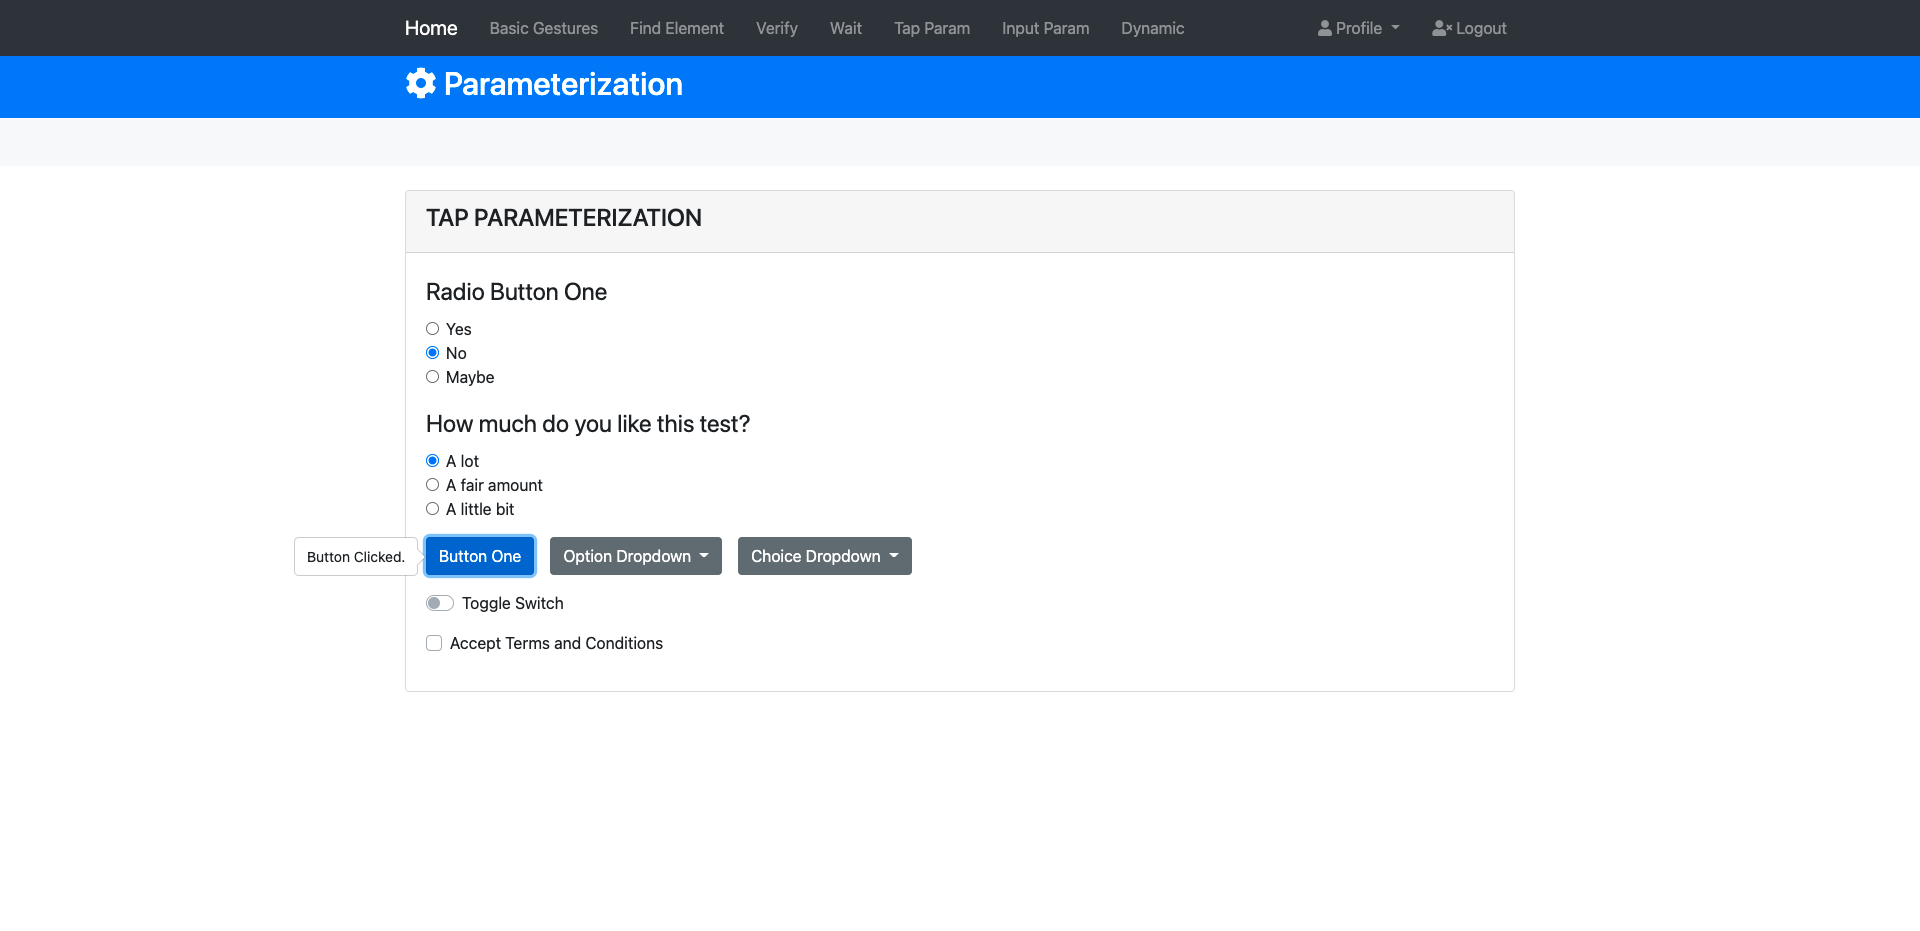 Home Basic Gestures Find Element Verify Wait Tap Param Input Param Dynamic Profile Logout
Parameterization
TAP PARAMETERIZATION
Radio Button One
Yes
No
Maybe
How much do you like this test?
A lot
A fair amount
A little bit
Button Clicked. Button One Option Dropdown Choice Dropdown
Toggle Switch
Accept Terms and Conditions